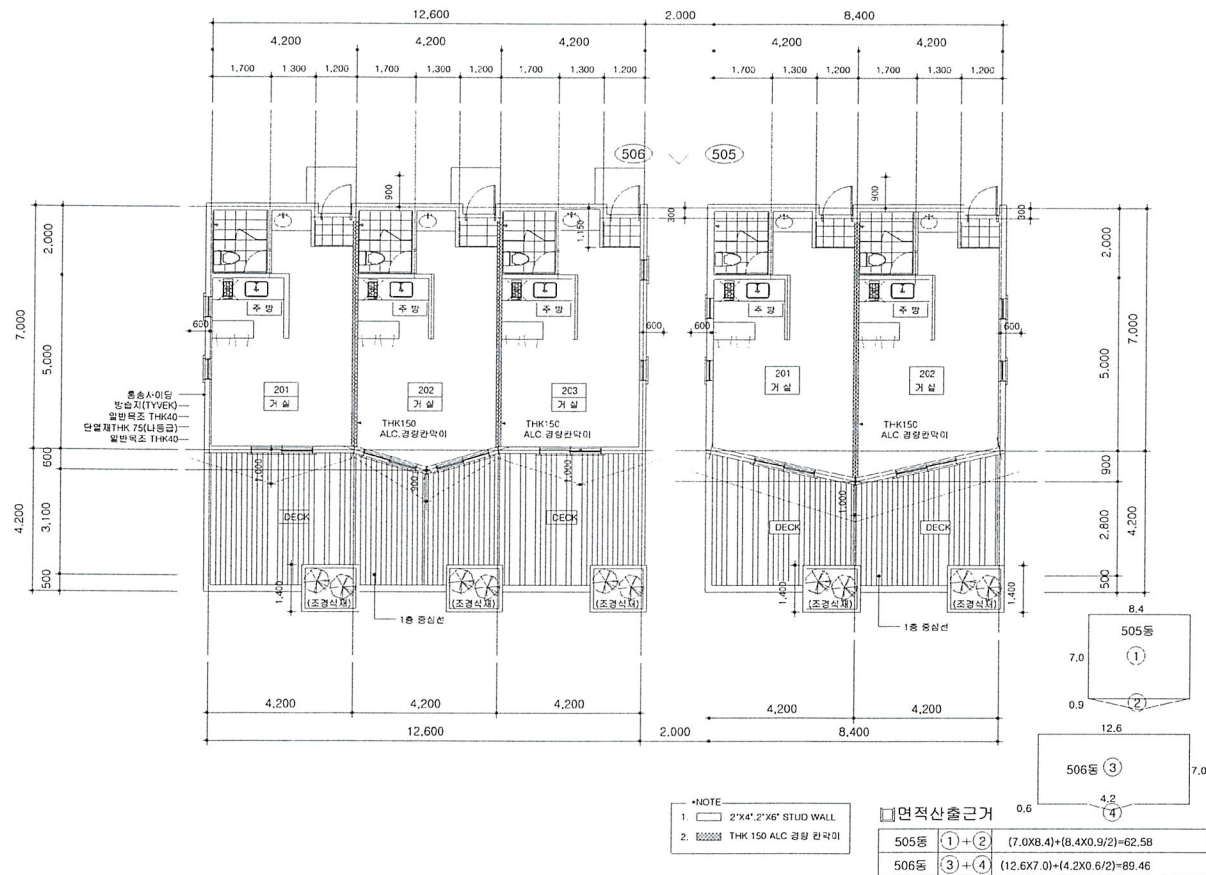 12,600
2,000
8,400
4,200 4,200 4,200 4,200 4,200
1,700 1,300 1,200 1,700 1,300 1,200 1,700 1,300 1,200 1,700 1,300 1,200 1,700 1,300 1,200
506 505
900 900
300 300
1,150
2,000
7,000
5,000
600
4,200
3,100
500
2,000
7,000
5,000
900
4,200
2,800
500
주 방 주 방 주 방 주 방 주 방
600 600 600 600
201 202 203 201 202
거 실 거 실 거 실 거 실 거 실
홍송사이딩
방습지(TYVEK)
일반목조 THK40
단열재THK 75(나등급)
일반목조 THK40
THK150
ALC.경량칸막이
THK150
ALC.경량칸막이
THK150
ALC.경량칸막이
1,000 900 1,000 1,000
DECK DECK DECK DECK
1,400 1,400 1,400
(조경식재) (조경식재) (조경식재) (조경식재) (조경식재)
1층 중심선 1층 중심선
4,200 4,200 4,200 4,200 4,200
12,600 2,000 8,400
8.4
505동
7.0 1
0.9 2
12.6
506동 3 7.0
4.2
0.6 4
*NOTE
1. 2"X4".2"X6" STUD WALL
2. THK 150 ALC 경량 칸막이
면적산출근거
505동 1+2 (7.0X8.4)+(8.4X0.9/2)=62.58
506동 3+4 (12.6X7.0)+(4.2X0.6/2)=89.46